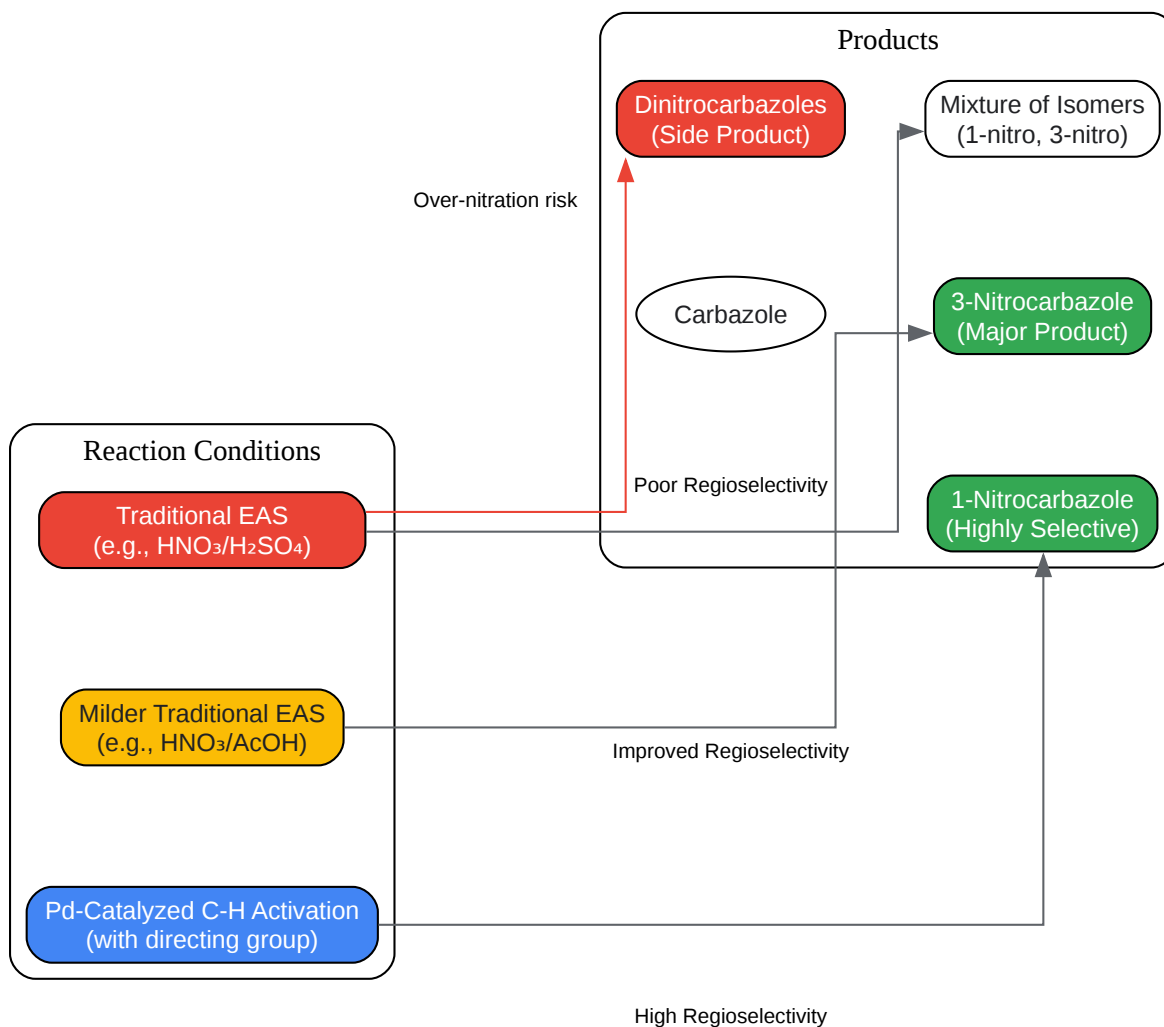 Products
Dinitrocarbazoles
(Side Product)
Mixture of Isomers
(1-nitro, 3-nitro)
Over-nitration risk
Carbazole
3-Nitrocarbazole
(Major Product)
Reaction Conditions
Traditional EAS
(e.g., HNO₃/H₂SO₄)
Poor Regioselectivity
1-Nitrocarbazole
(Highly Selective)
Milder Traditional EAS
(e.g., HNO₃/AcOH)
Improved Regioselectivity
Pd-Catalyzed C-H Activation
(with directing group)
High Regioselectivity